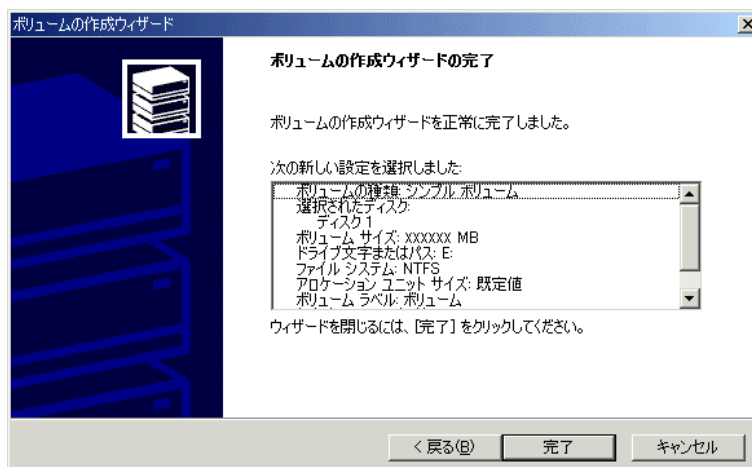 ボリュームの作成ウィザード
ボリュームの作成ウィザードの完了
ボリュームの作成ウィザードを正常に完了しました。
次の新しい設定を選択しました:
ボリュームの種類: シンプル ボリューム
選択されたディスク:
ディスク 1
ボリューム サイズ: XXXXXX MB
ドライブ文字またはパス: E:
ファイル システム: NTFS
アロケーション ユニット サイズ: 既定値
ボリューム ラベル: ボリューム
ウィザードを閉じるには、[完了] をクリックしてください。
< 戻る(B)
完了
キャンセル